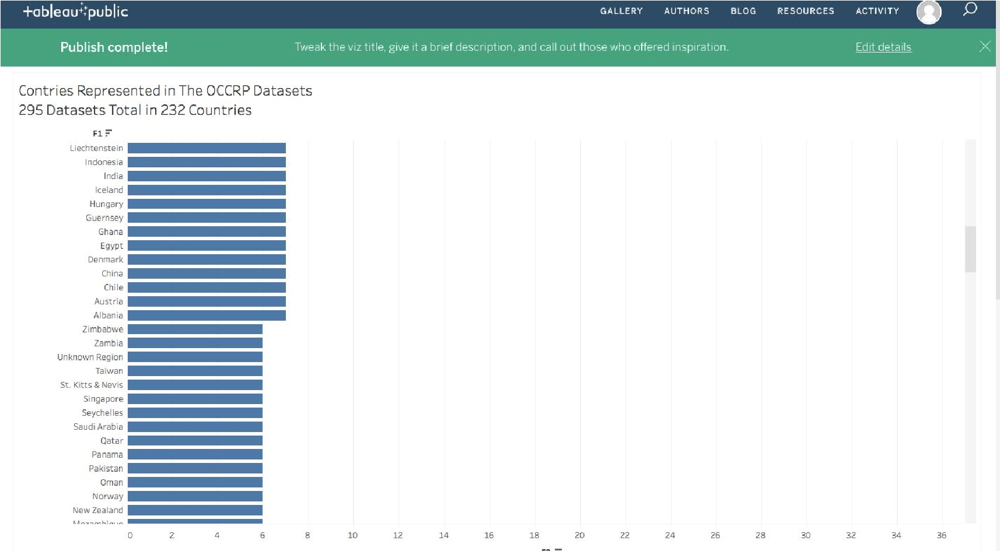 tableau public
GALLERY AUTHORS BLOG RESOURCES ACTIVITY
Publish complete! Tweak the viz title, give it a brief description, and call out those who offered inspiration. Edit details
Contries Represented in The OCCRP Datasets
295 Datasets Total in 232 Countries
F1
Liechtenstein
Indonesia
India
Iceland
Hungary
Guernsey
Ghana
Egypt
Denmark
China
Chile
Austria
Albania
Zimbabwe
Zambia
Unknown Region
Taiwan
St. Kitts & Nevis
Singapore
Seychelles
Saudi Arabia
Qatar
Panama
Pakistan
Oman
Norway
New Zealand
Mozambique
0 2 4 6 8 10 12 14 16 18 20 22 24 26 28 30 32 34 36